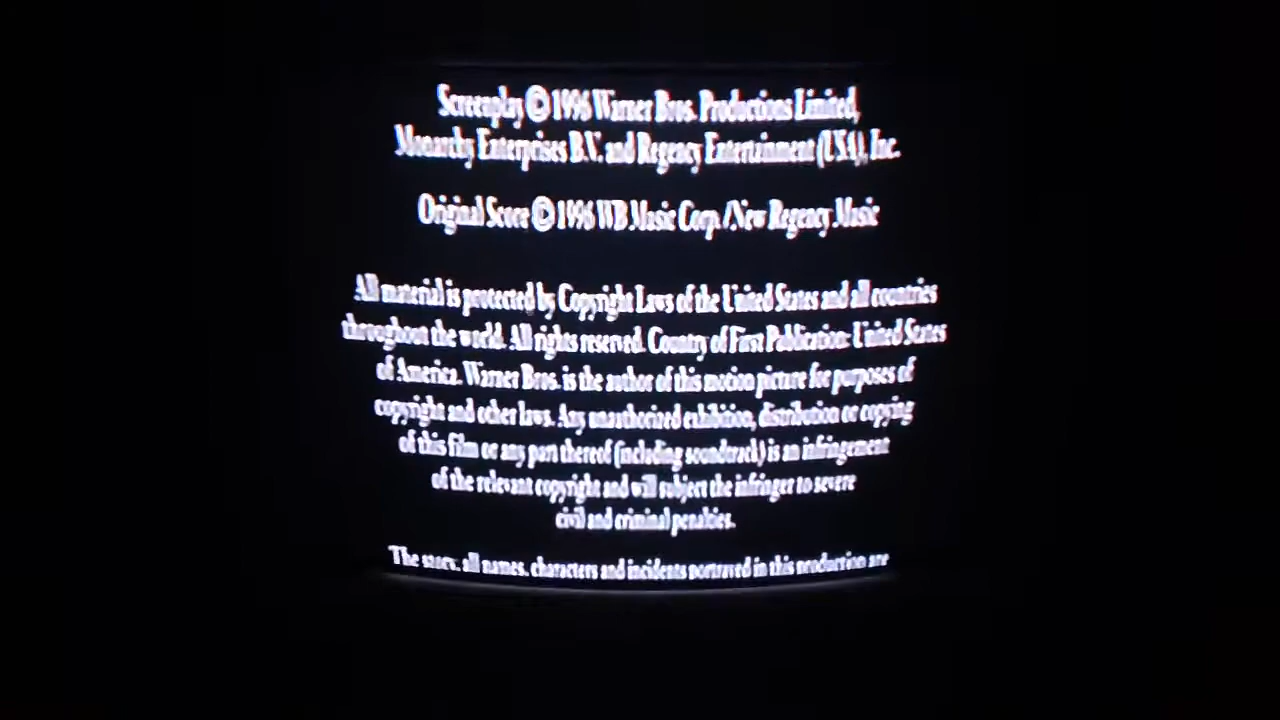 Screenplay © 1996 Warner Bros. Productions Limited,
Monarchy Enterprises B.V. and Regency Entertainment (USA), Inc.
Original Score © 1996 WB Music Corp./New Regency Music
All material is protected by Copyright Laws of the United States and all countries
throughout the world. All rights reserved. Country of First Publication: United States
of America. Warner Bros. is the author of this motion picture for purposes of
copyright and other laws. Any unauthorized exhibition, distribution or copying
of this film or any part thereof (including soundtrack) is an infringement
of the relevant copyright and will subject the infringer to severe
civil and criminal penalties.
The story, all names, characters and incidents portrayed in this production are